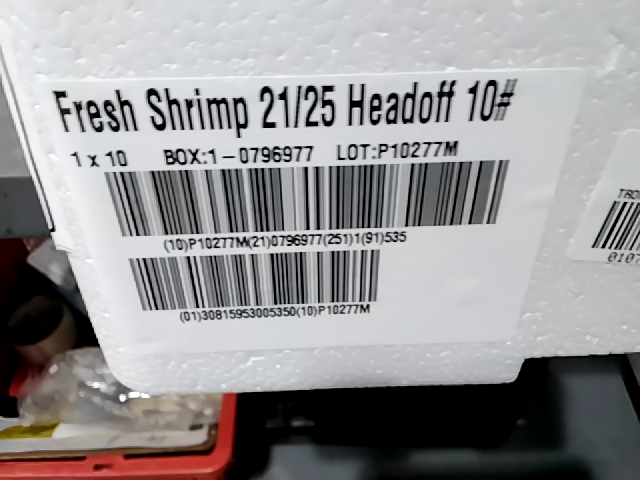 Fresh Shrimp 21/25 Headoff 10#
1 x 10 BOX:1-0796977 LOT:P10277M
(10)P10277M(21)0796977(251)1(91)535
(01)30815953005350(10)P10277M